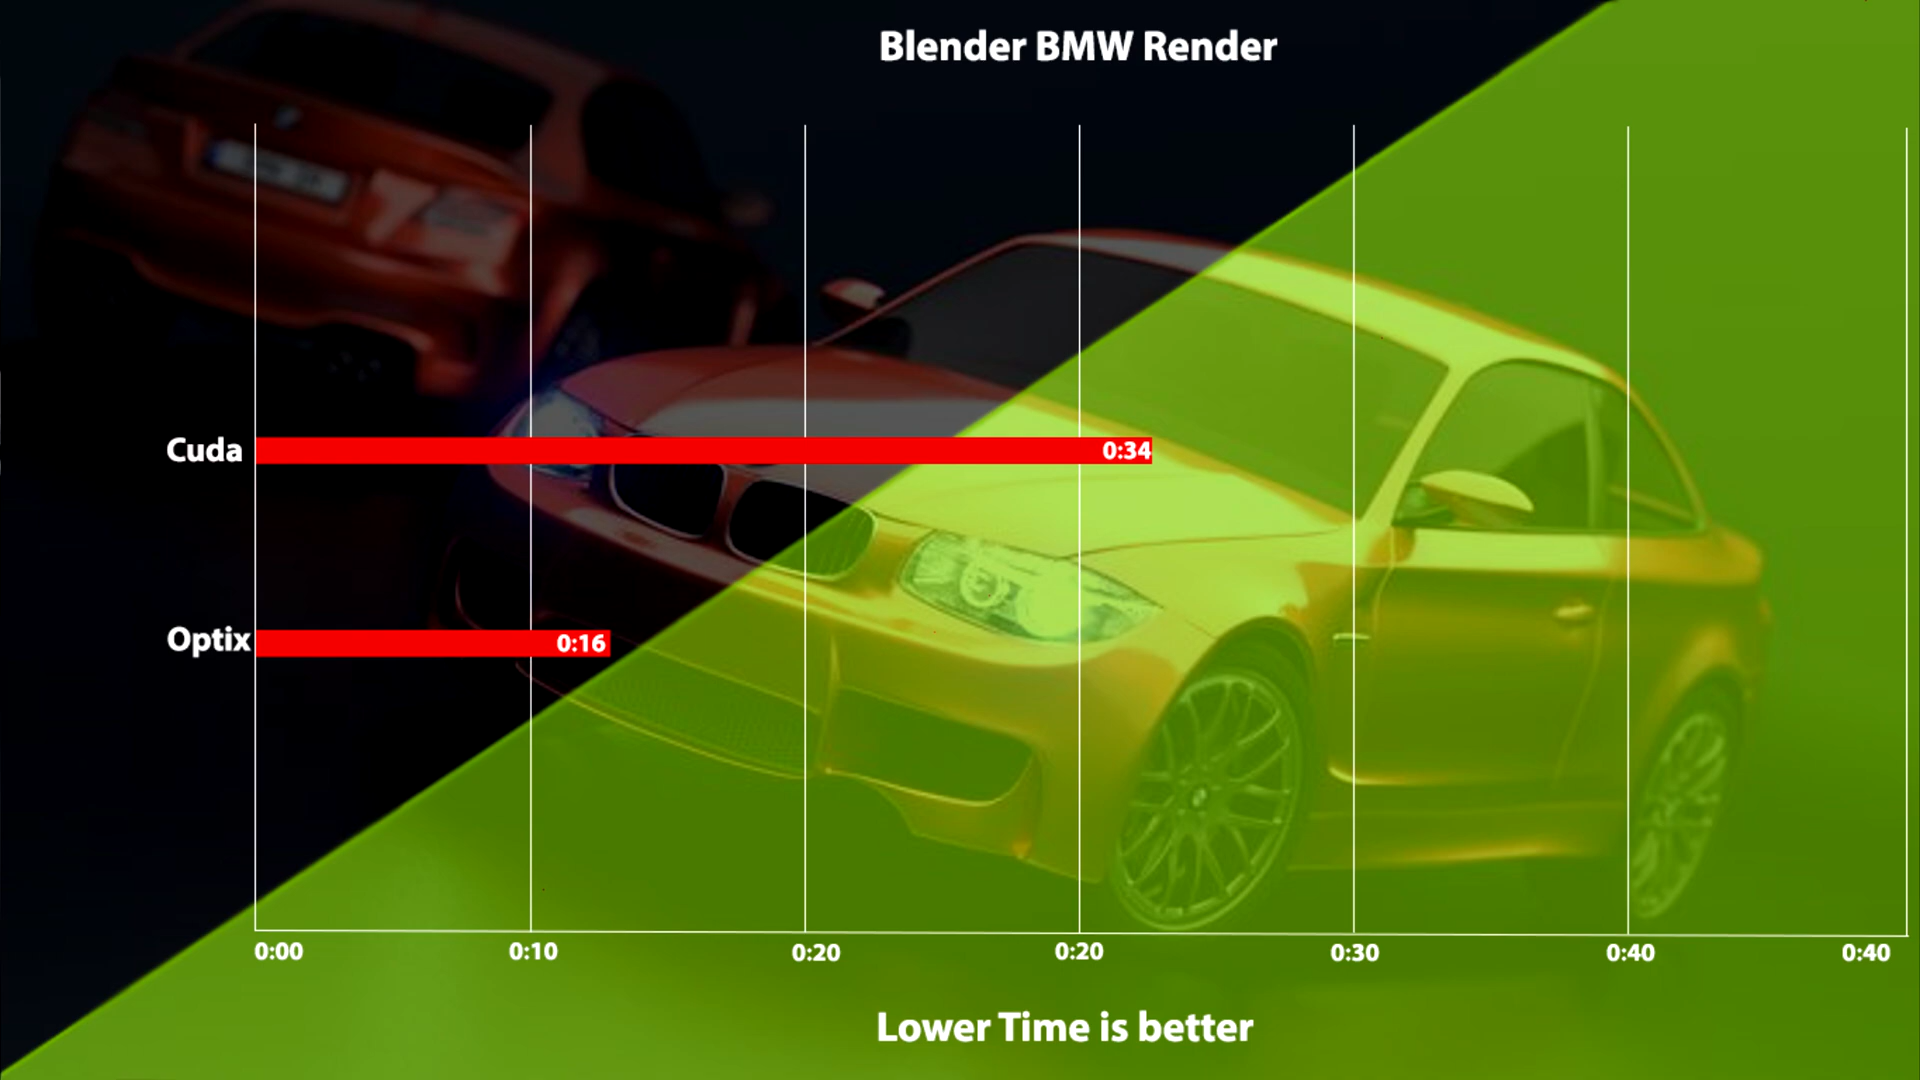 Blender BMW Render
Cuda 0:34
Optix 0:16
0:00 0:10 0:20 0:20 0:30 0:40 0:40
Lower Time is better